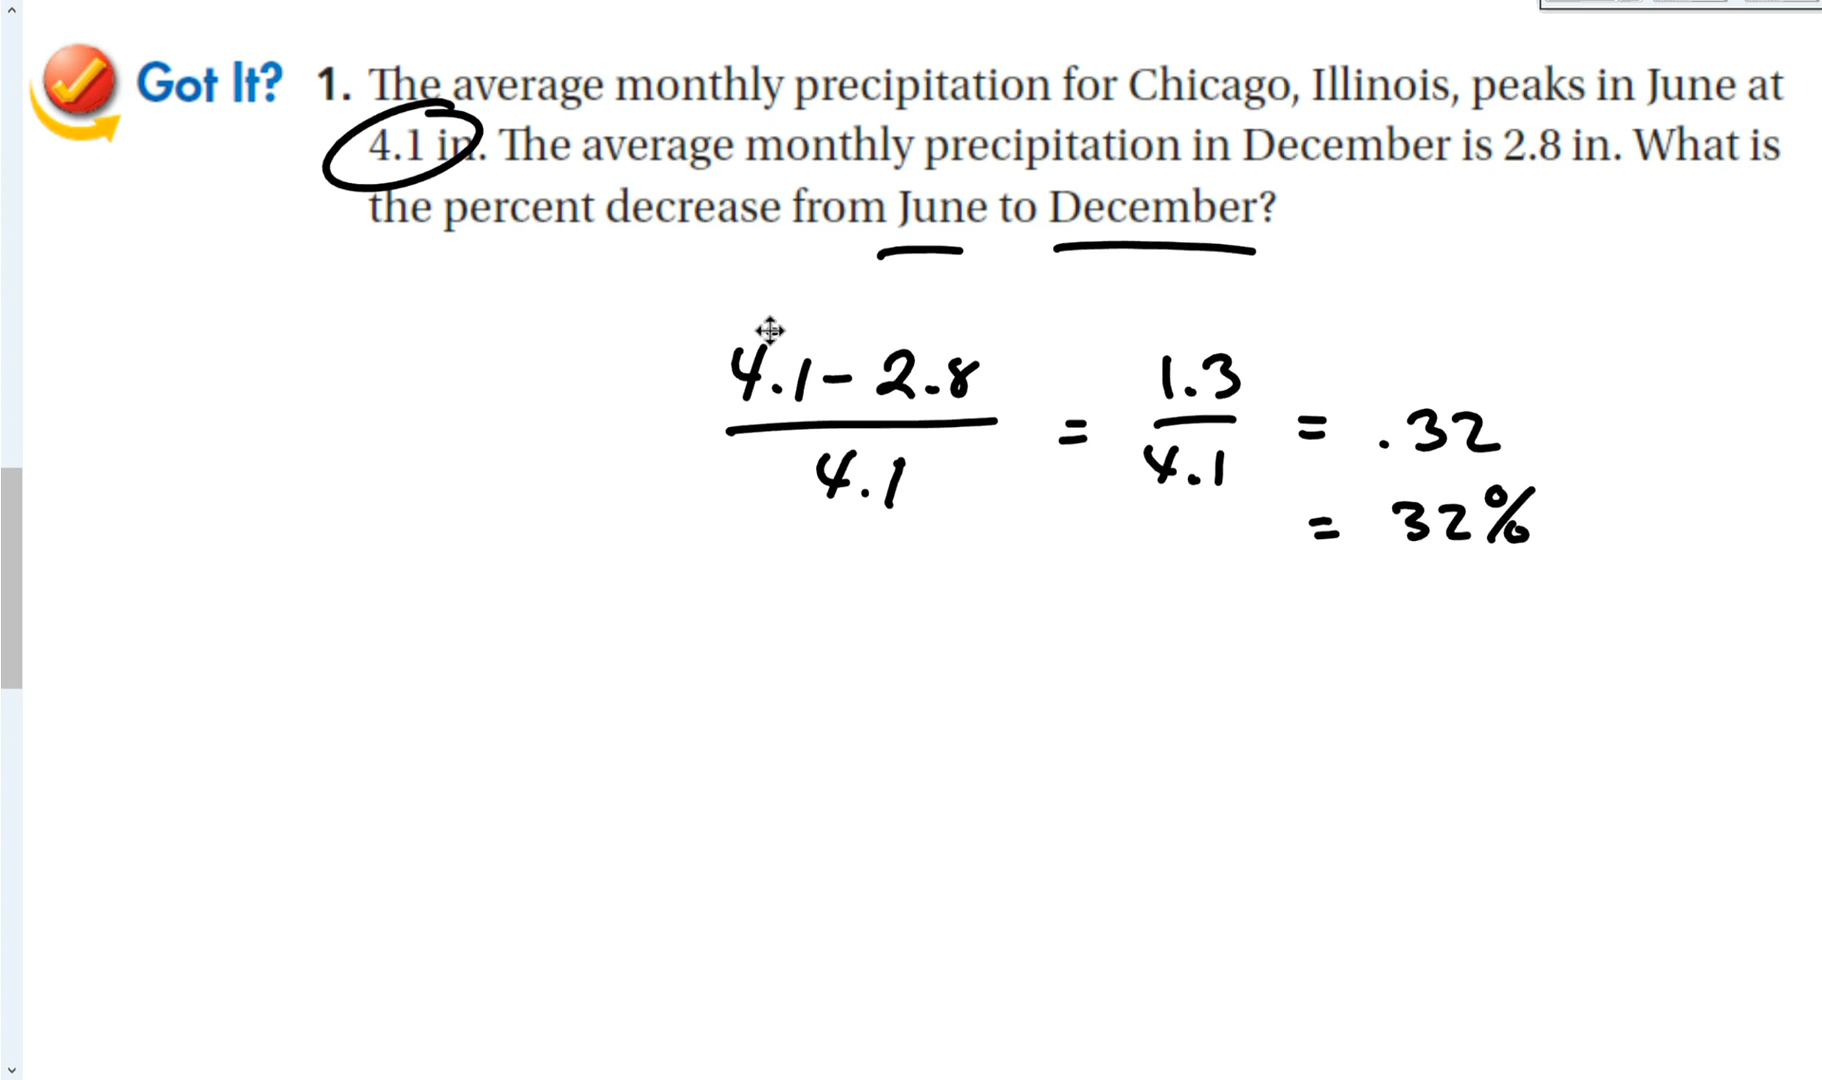 Got It? 1. The average monthly precipitation for Chicago, Illinois, peaks in June at
4.1 in. The average monthly precipitation in December is 2.8 in. What is
the percent decrease from June to December?
4.1 - 2.8 / 4.1 = 1.3 / 4.1 = .32
= 32%